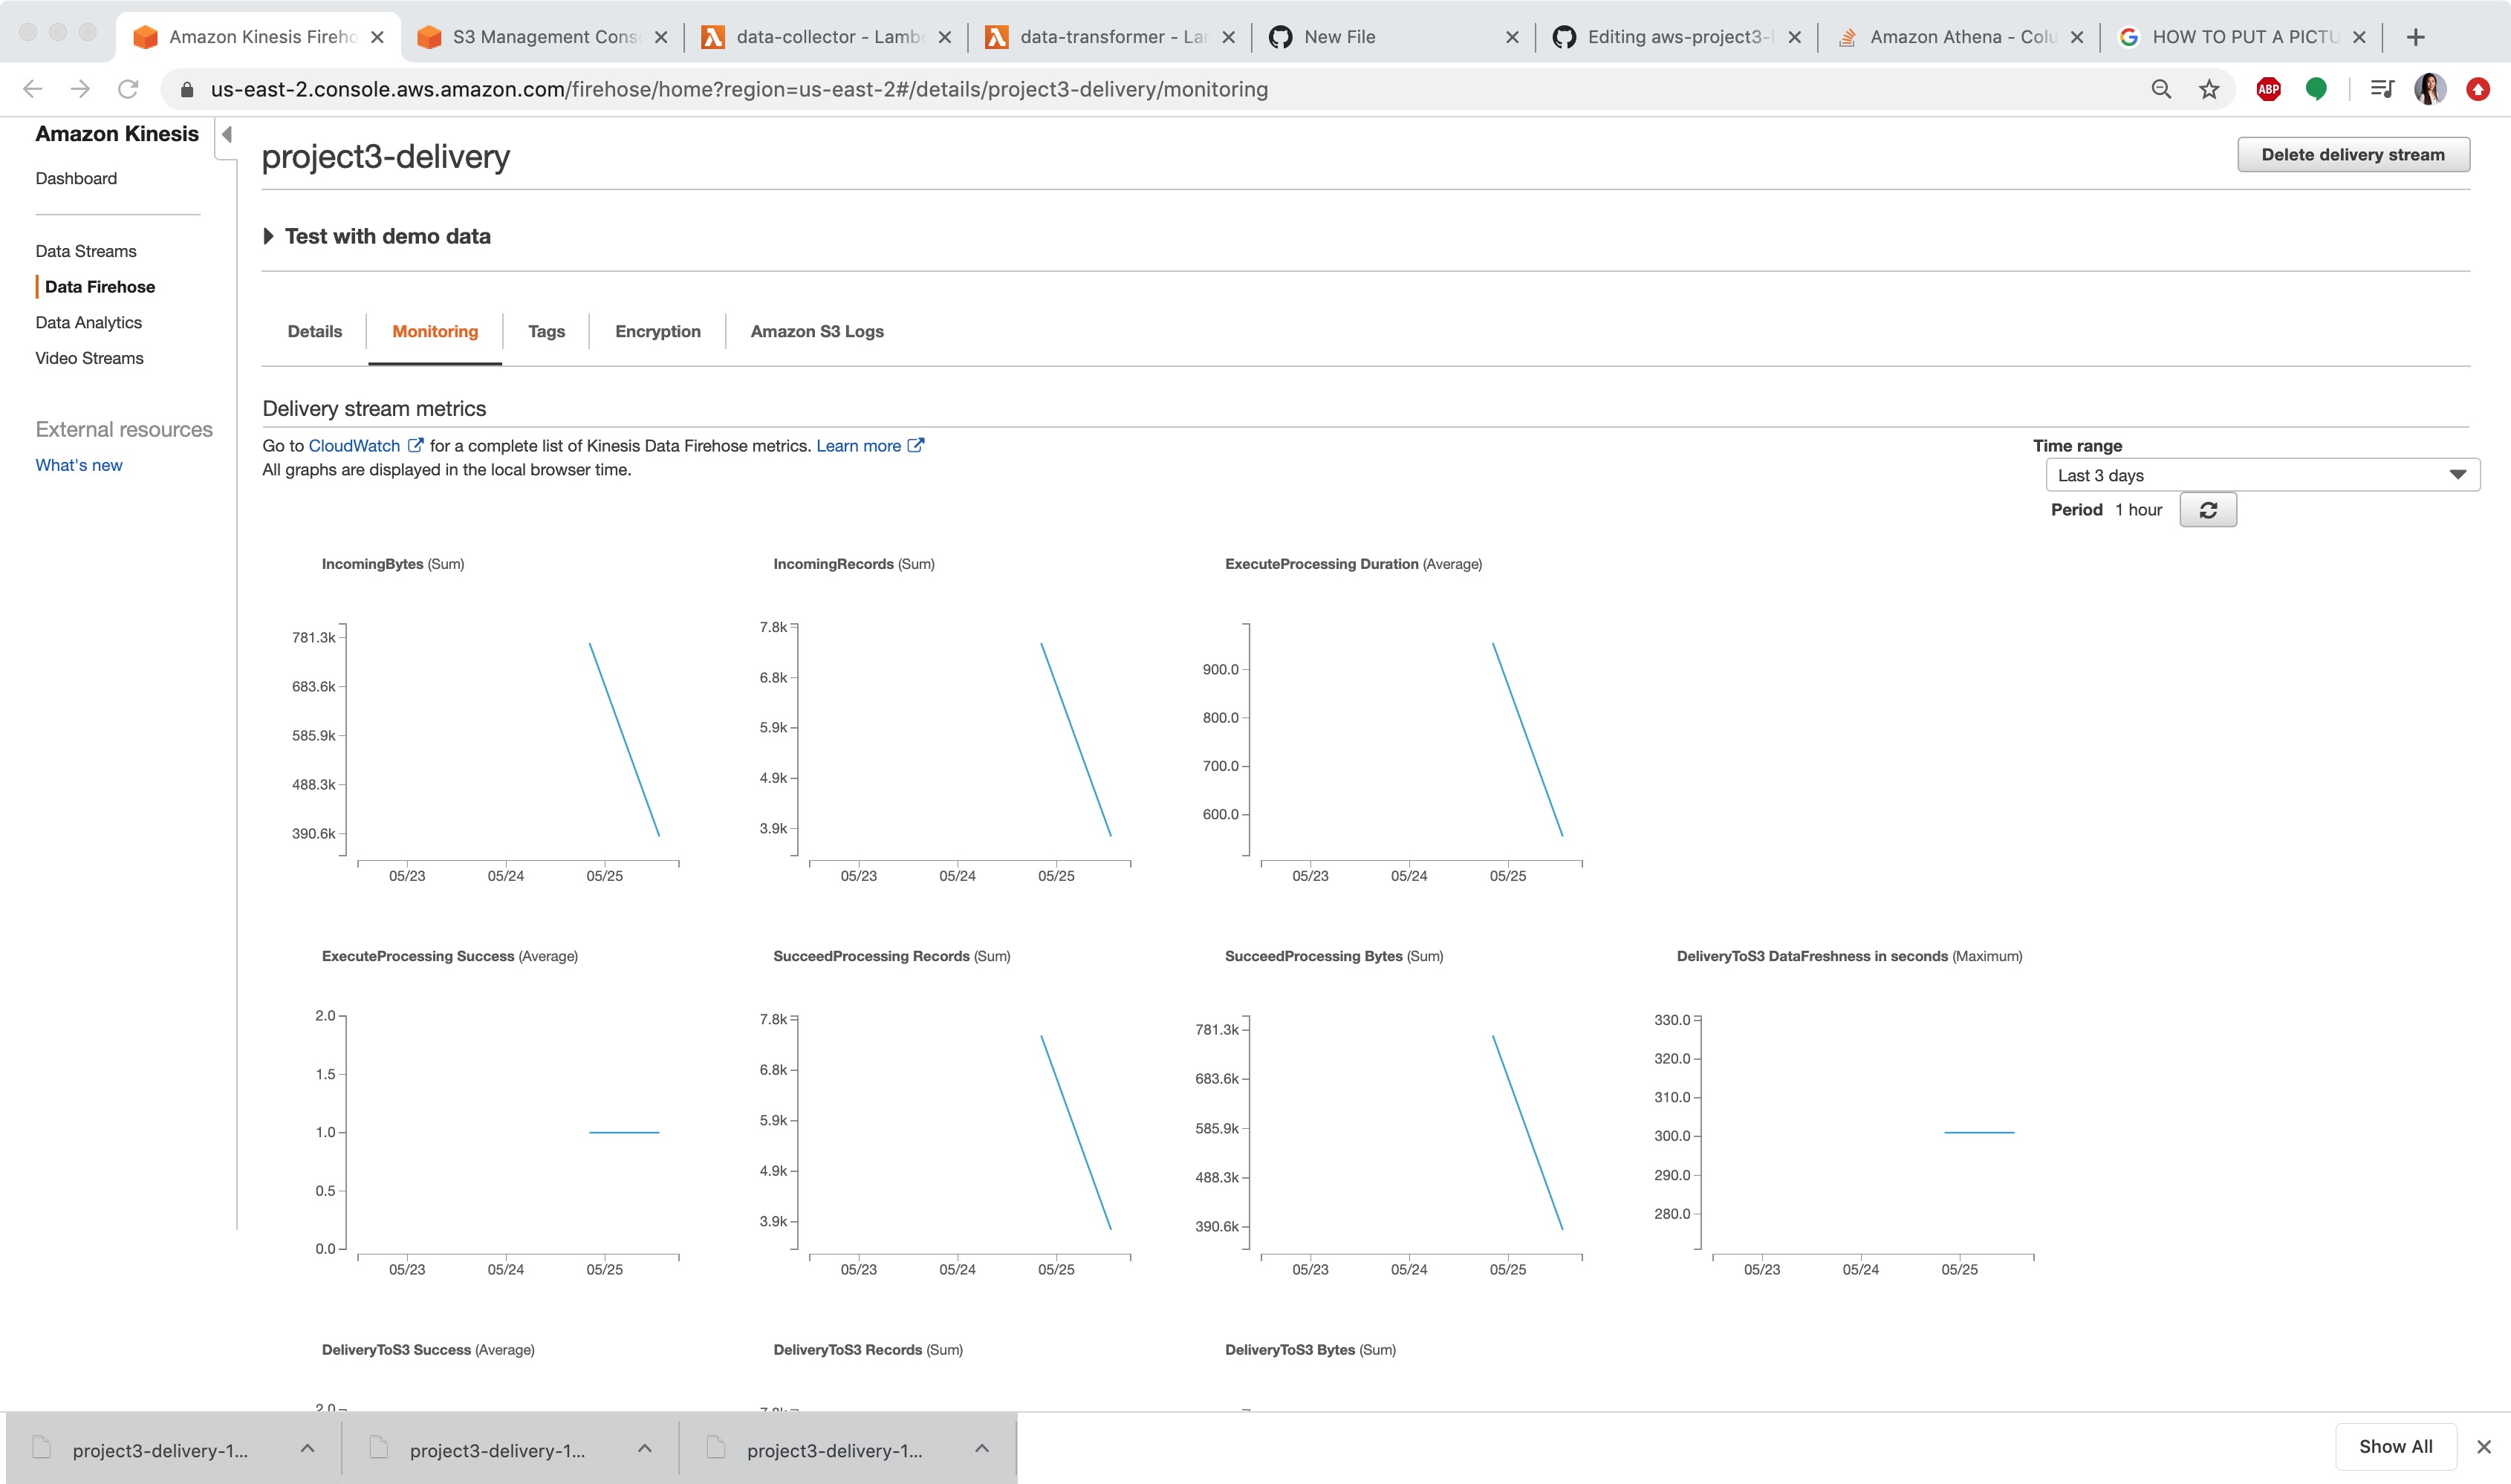 Amazon Kinesis Fireho
S3 Management Conso
data-collector - Lambd
data-transformer - Lam
New File
Editing aws-project3-
Amazon Athena - Colu
HOW TO PUT A PICTU
us-east-2.console.aws.amazon.com/firehose/home?region=us-east-2#/details/project3-delivery/monitoring
ABP
Amazon Kinesis
Dashboard
Data Streams
Data Firehose
Data Analytics
Video Streams
External resources
What's new
project3-delivery
Delete delivery stream
Test with demo data
Details
Monitoring
Tags
Encryption
Amazon S3 Logs
Delivery stream metrics
Go to CloudWatch for a complete list of Kinesis Data Firehose metrics. Learn more
All graphs are displayed in the local browser time.
Time range
Last 3 days
Period 1 hour
IncomingBytes (Sum)
781.3k
683.6k
585.9k
488.3k
390.6k
05/23 05/24 05/25
IncomingRecords (Sum)
7.8k
6.8k
5.9k
4.9k
3.9k
05/23 05/24 05/25
ExecuteProcessing Duration (Average)
900.0
800.0
700.0
600.0
05/23 05/24 05/25
ExecuteProcessing Success (Average)
2.0
1.5
1.0
0.5
0.0
05/23 05/24 05/25
SucceedProcessing Records (Sum)
7.8k
6.8k
5.9k
4.9k
3.9k
05/23 05/24 05/25
SucceedProcessing Bytes (Sum)
781.3k
683.6k
585.9k
488.3k
390.6k
05/23 05/24 05/25
DeliveryToS3 DataFreshness in seconds (Maximum)
330.0
320.0
310.0
300.0
290.0
280.0
05/23 05/24 05/25
DeliveryToS3 Success (Average)
2.0
DeliveryToS3 Records (Sum)
7.8k
DeliveryToS3 Bytes (Sum)
project3-delivery-1...
project3-delivery-1...
project3-delivery-1...
Show All